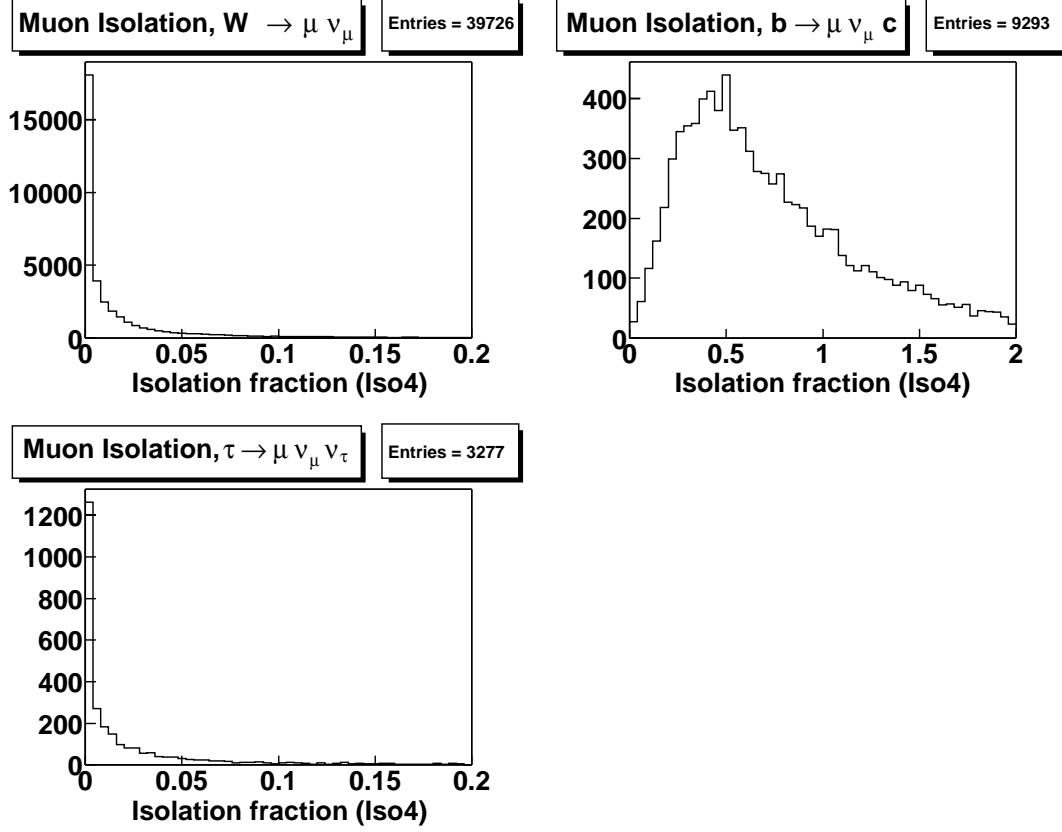 Muon Isolation, W → μ ν_μ
Entries = 39726
15000
10000
5000
0
0 0.05 0.1 0.15 0.2
Isolation fraction (Iso4)
Muon Isolation, b → μ ν_μ c
Entries = 9293
400
300
200
100
0
0 0.5 1 1.5 2
Isolation fraction (Iso4)
Muon Isolation, τ → μ ν_μ ν_τ
Entries = 3277
1200
1000
800
600
400
200
0
0 0.05 0.1 0.15 0.2
Isolation fraction (Iso4)